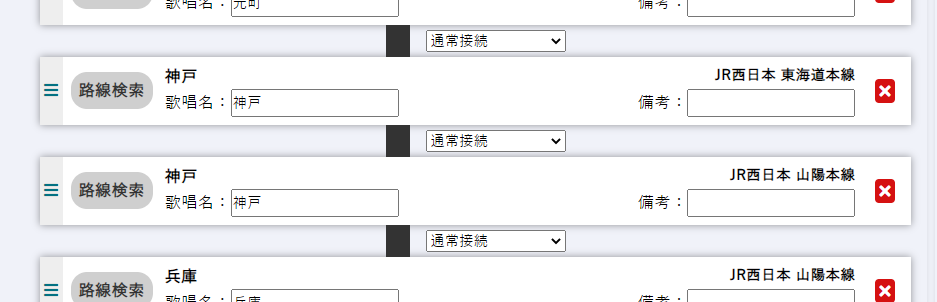 歌唱名：元町
備考：
通常接続
神戸
JR西日本 東海道本線
路線検索
歌唱名：神戸
備考：
通常接続
神戸
JR西日本 山陽本線
路線検索
歌唱名：神戸
備考：
通常接続
兵庫
JR西日本 山陽本線
路線検索
歌唱名：兵庫
備考：